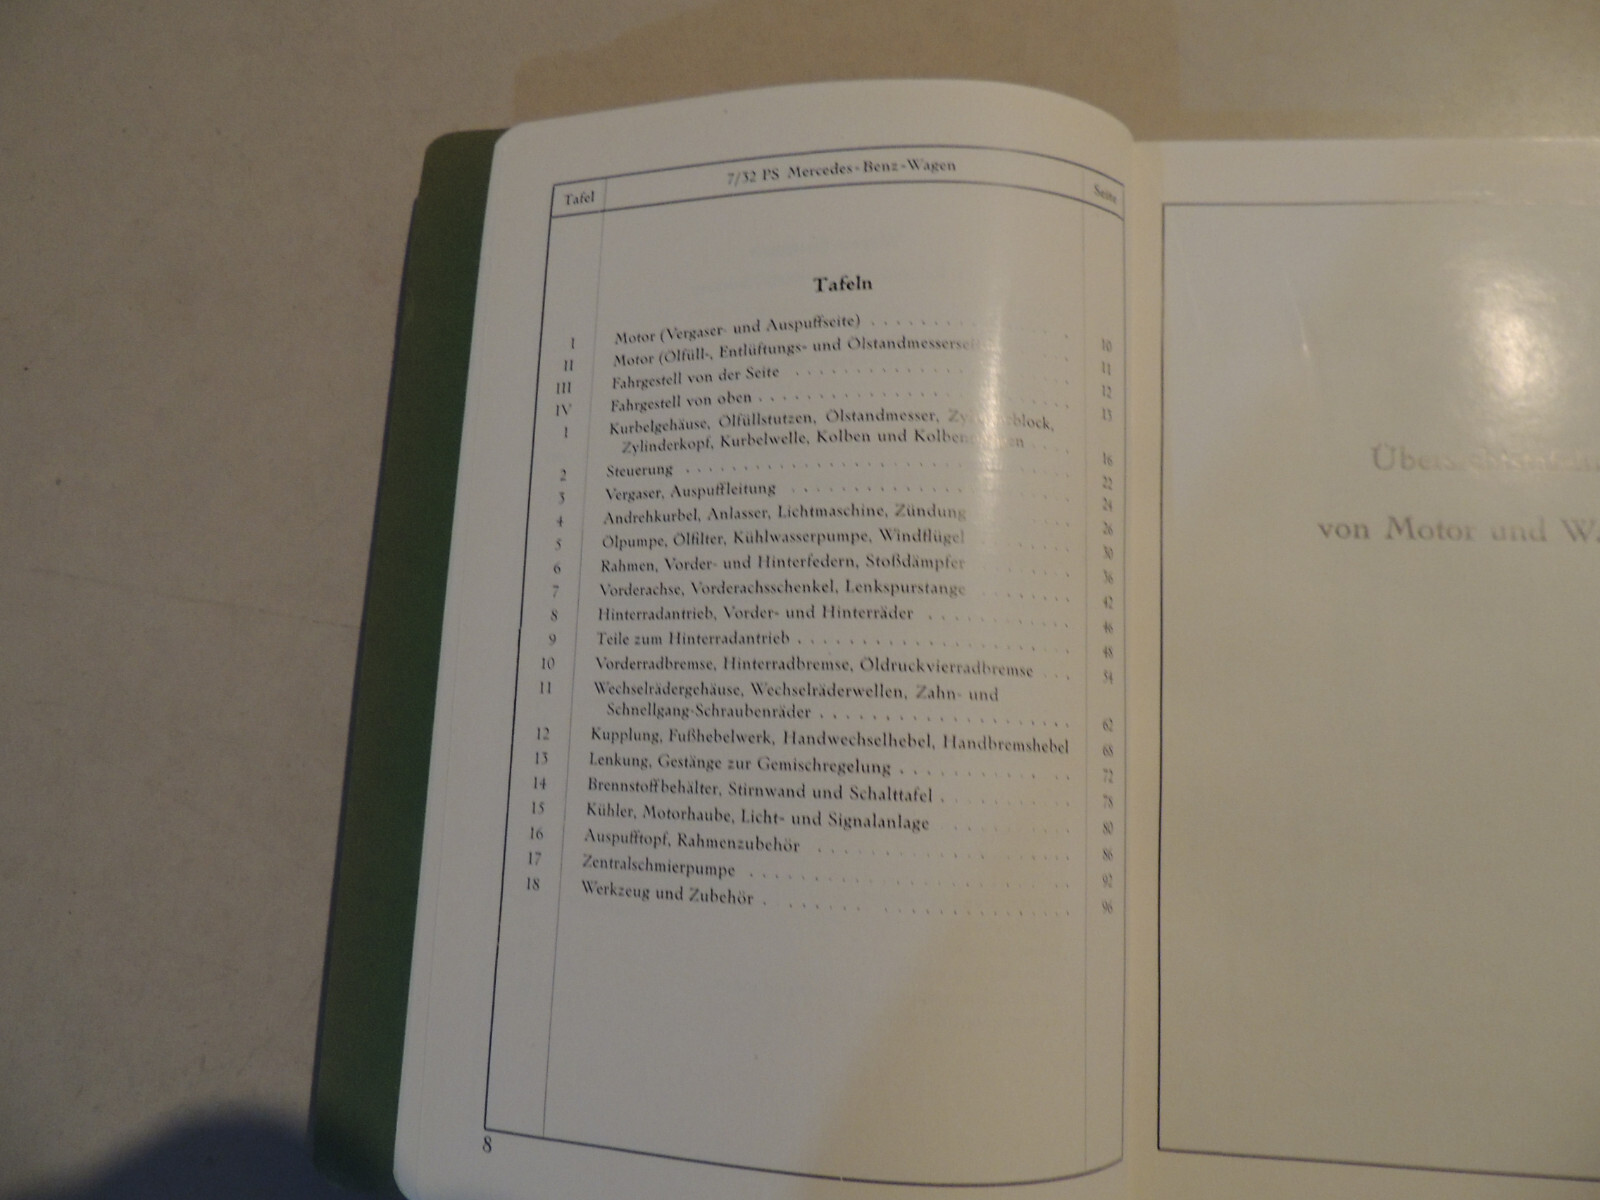 7/32 PS Mercedes-Benz-Wagen
Tafel Seite
Tafeln
I Motor (Vergaser- und Auspuffseite) . . . . . . . . 10
II Motor (Ölfüll-, Entlüftungs- und Ölstandmesserseite) 11
III Fahrgestell von der Seite . . . . . . . . . . . . 12
IV Fahrgestell von oben . . . . . . . . . . . . . . 13
1 Kurbelgehäuse, Ölfüllstutzen, Ölstandmesser, Zylinderblock,
Zylinderkopf, Kurbelwelle, Kolben und 16
2 Steuerung . . . . . . . . . . . . . . . . . . . 22
3 Vergaser, Auspuffleitung . . . . . . . . . . . . 24
4 Andrehkurbel, Anlasser, Lichtmaschine, Zündung . . . . 26
5 Ölpumpe, Ölfilter, Kühlwasserpumpe, Windflügel . . . . 30
6 Rahmen, Vorder- und Hinterfedern, Stoßdämpfer . . . . 36
7 Vorderachse, Vorderachsschenkel, Lenkspurstange . . . . 42
8 Hinterradantrieb, Vorder- und Hinterräder . . . . . . 46
9 Teile zum Hinterradantrieb . . . . . . . . . . . . 48
10 Vorderradbremse, Hinterradbremse, Öldruckvierradbremse . . . 54
11 Wechselrädergehäuse, Wechselräderwellen, Zahn- und
Schnellgang-Schraubenräder . . . . . . . . . . . . 62
12 Kupplung, Fußhebelwerk, Handwechselhebel, Handbremshebel 68
13 Lenkung, Gestänge zur Gemischregelung . . . . . . . . 72
14 Brennstoffbehälter, Stirnwand und Schalttafel . . . . . . 78
15 Kühler, Motorhaube, Licht- und Signalanlage . . . . . . 80
16 Auspufftopf, Rahmenzubehör . . . . . . . . . . . . 86
17 Zentralschmierpumpe . . . . . . . . . . . . . . . 92
18 Werkzeug und Zubehör . . . . . . . . . . . . . . 96
8
von Motor und